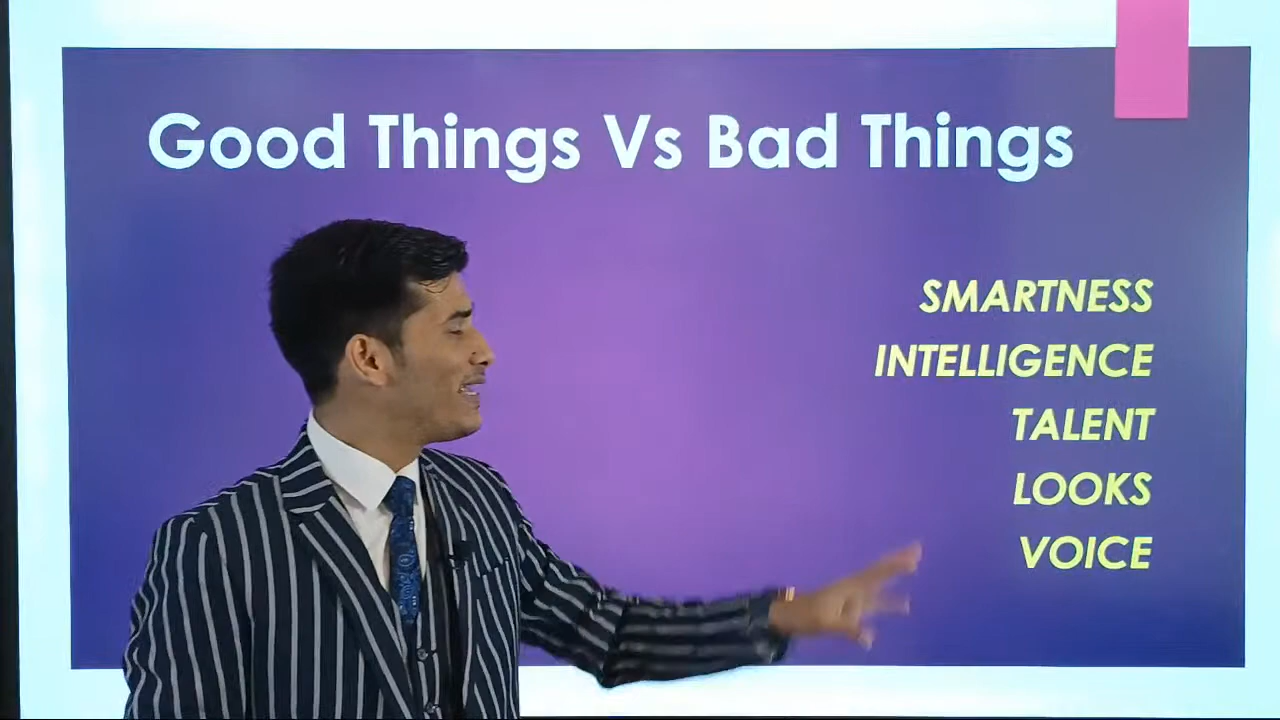 Good Things Vs Bad Things
SMARTNESS
INTELLIGENCE
TALENT
LOOKS
VOICE